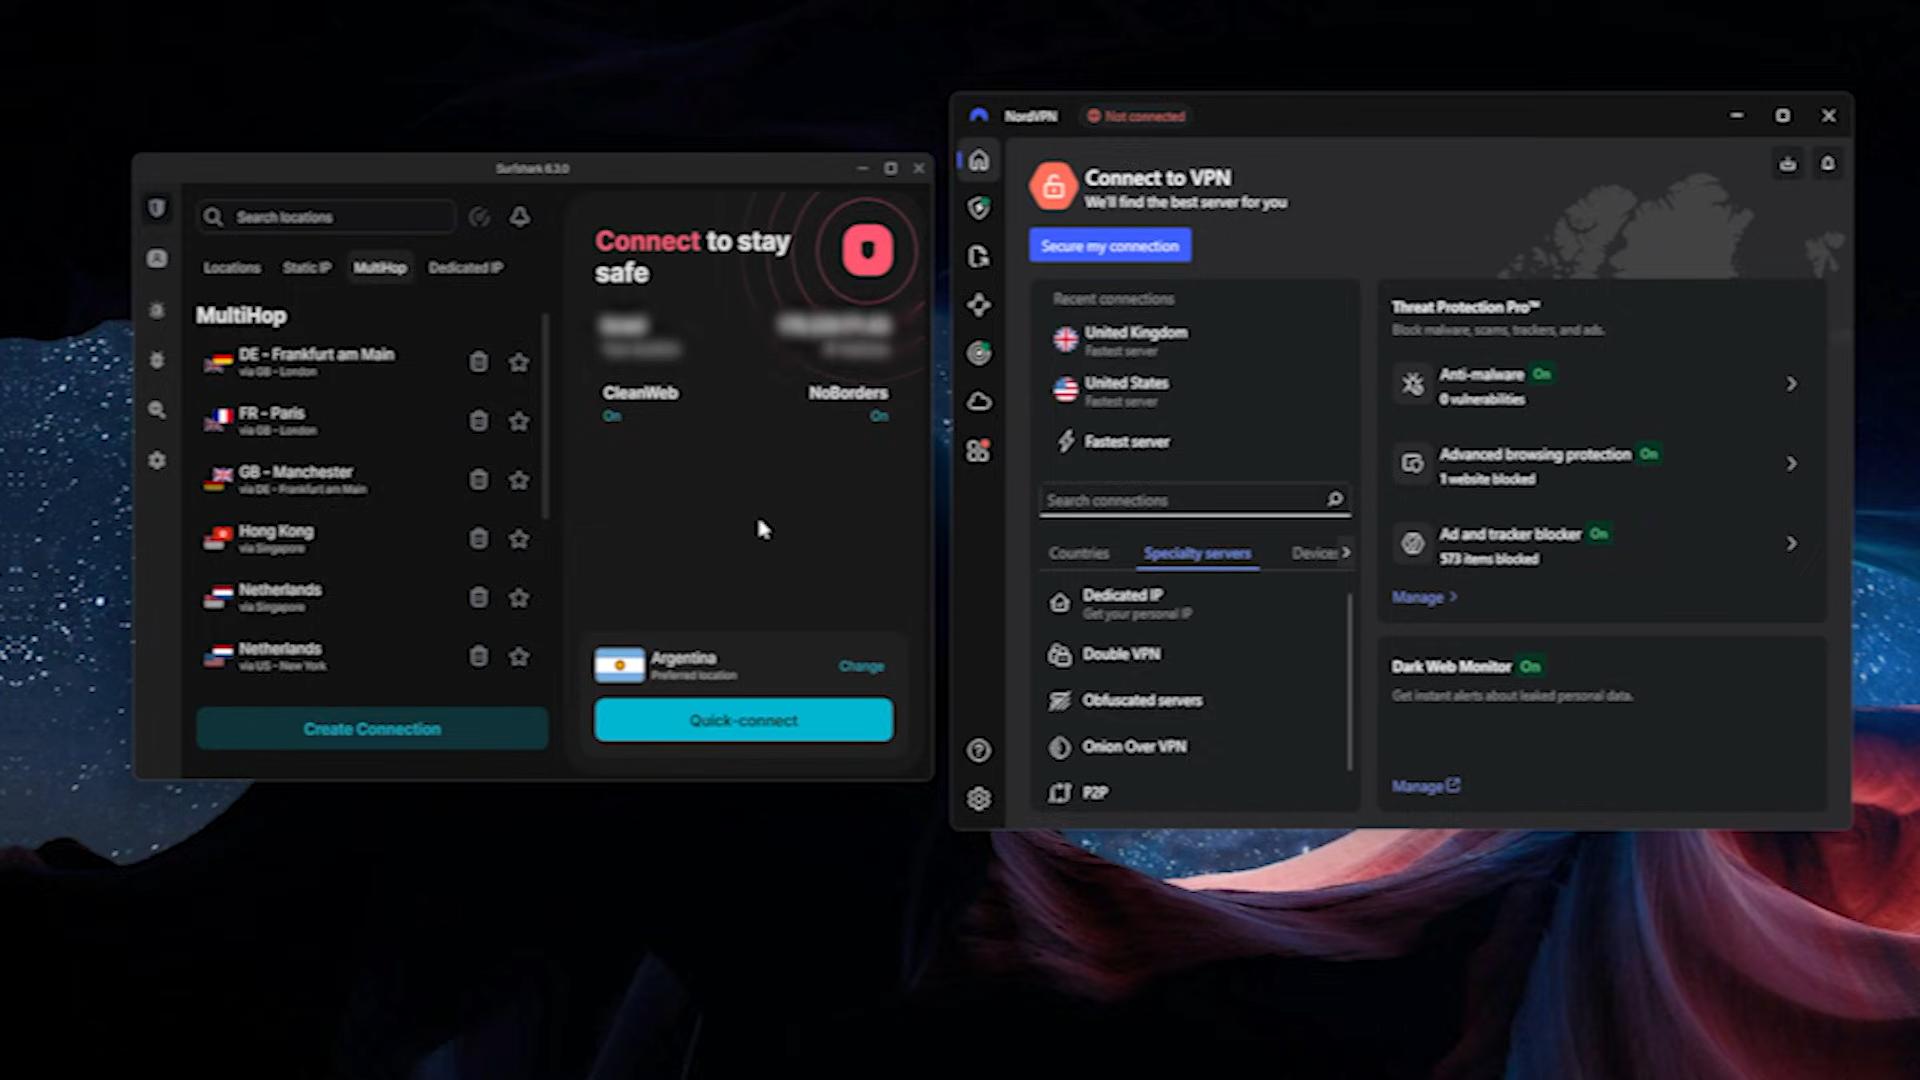 Surfshark 6.3.0
Search locations
Locations
Static IP
MultiHop
Dedicated IP
MultiHop
DE - Frankfurt am Main
via GB - London
FR - Paris
via GB - London
GB - Manchester
via DE - Frankfurt am Main
Hong Kong
via Singapore
Netherlands
via Singapore
Netherlands
via US - New York
Create Connection
Connect to stay
safe
CleanWeb
On
NoBorders
On
Argentina
Preferred location
Change
Quick-connect
NordVPN
Not connected
Connect to VPN
We'll find the best server for you
Secure my connection
Recent connections
United Kingdom
Fastest server
United States
Fastest server
Fastest server
Search connections
Countries
Specialty servers
Devices
Dedicated IP
Get your personal IP
Double VPN
Obfuscated servers
Onion Over VPN
P2P
Threat Protection Pro™
Block malware, scams, trackers, and ads.
Anti-malware On
0 vulnerabilities
Advanced browsing protection On
1 website blocked
Ad and tracker blocker On
573 items blocked
Manage
Dark Web Monitor On
Get instant alerts about leaked personal data.
Manage